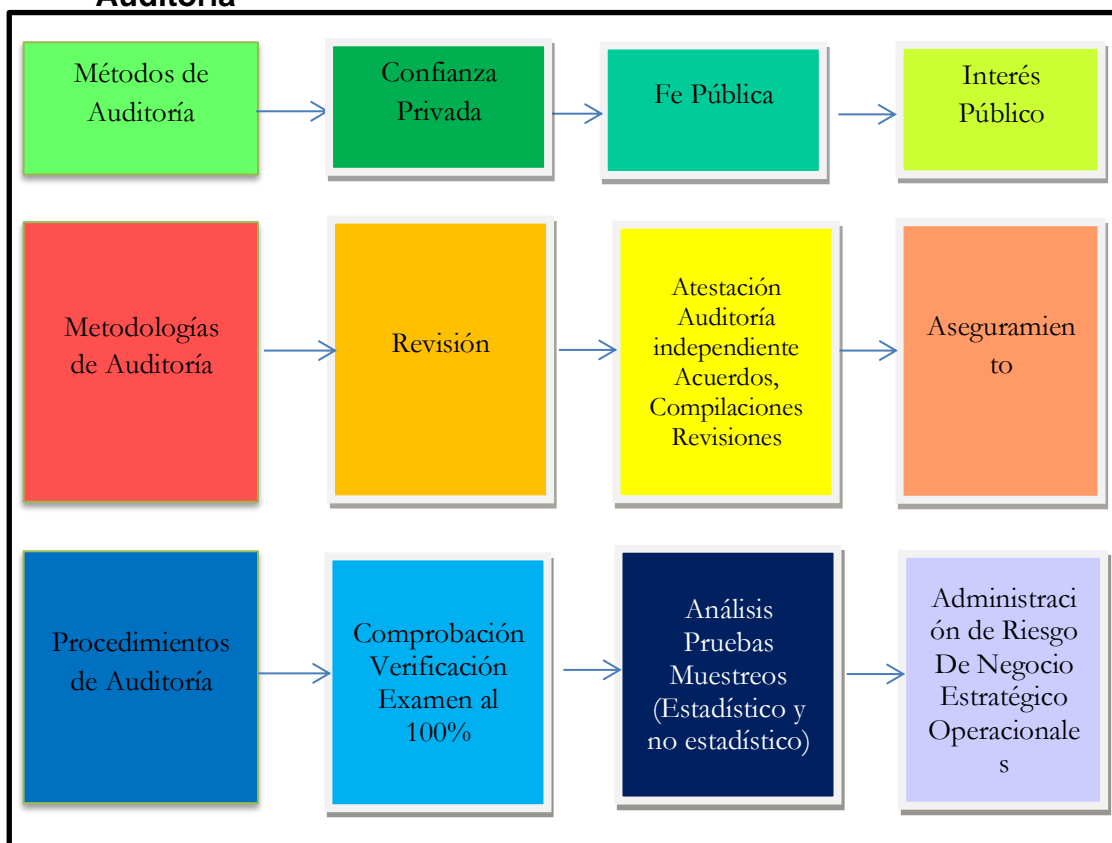 Auditoría
Métodos de
Auditoría
Confianza
Privada
Fe Pública
Interés
Público
Metodologías
de Auditoría
Revisión
Atestación
Auditoría
independiente
Acuerdos,
Compilaciones
Revisiones
Aseguramien
to
Procedimientos
de Auditoría
Comprobación
Verificación
Examen al
100%
Análisis
Pruebas
Muestreos
(Estadístico y
no estadístico)
Administraci
ón de Riesgo
De Negocio
Estratégico
Operacionale
s